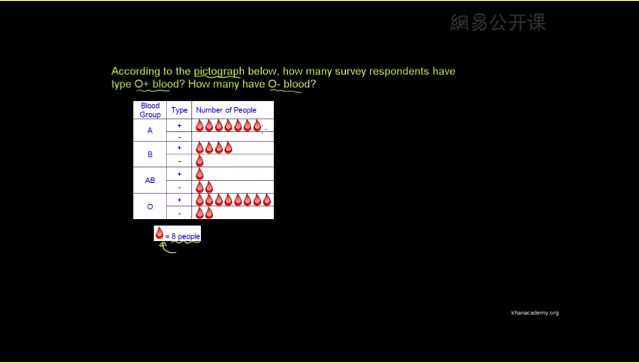 網易公开课
According to the pictograph below, how many survey respondents have
type O+ blood? How many have O- blood?
Blood Group Type Number of People
A + -
B + -
AB + -
O + -
= 8 people
khanacademy.org